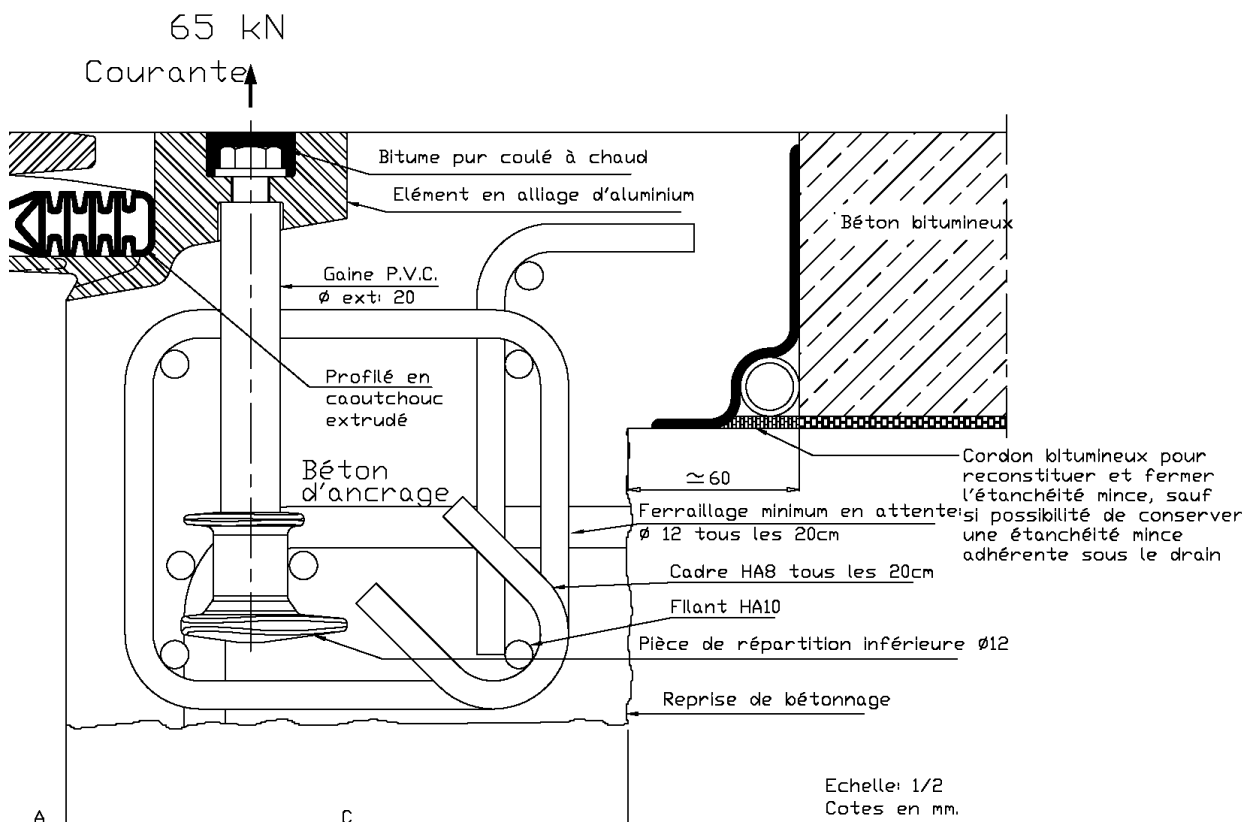 65 kN
Courante
Bitume pur coulé à chaud
Elément en alliage d'aluminium
Béton bitumineux
Gaine P.V.C.
Ø ext: 20
Profilé en
caoutchouc
extrudé
Béton
d'ancrage
≃60
Cordon bitumineux pour
reconstituer et fermer
l'étanchéité mince, sauf
si possibilité de conserver
une étanchéité mince
adhérente sous le drain
Ferraillage minimum en attente:
Ø 12 tous les 20cm
Cadre HA8 tous les 20cm
Filant HA10
Pièce de répartition inférieure Ø12
Reprise de bétonnage
Echelle: 1/2
Cotes en mm.
A
C